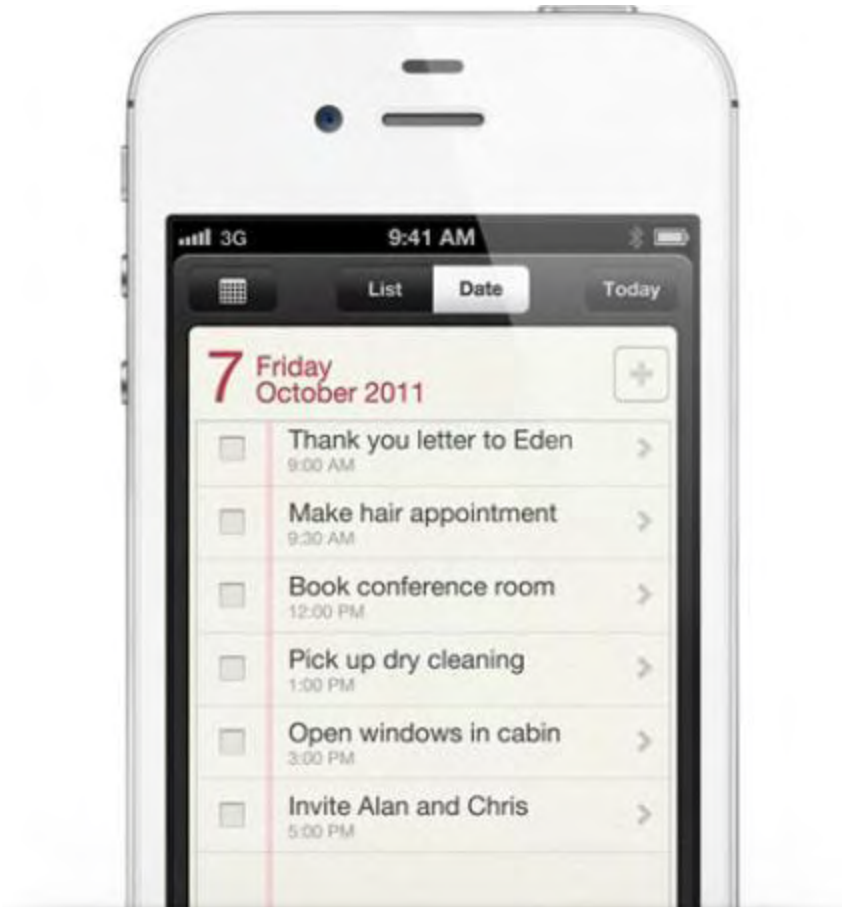 3G 9:41 AM
List Date Today
7 Friday
October 2011
Thank you letter to Eden
9:00 AM
Make hair appointment
9:30 AM
Book conference room
12:00 PM
Pick up dry cleaning
1:00 PM
Open windows in cabin
3:00 PM
Invite Alan and Chris
5:00 PM